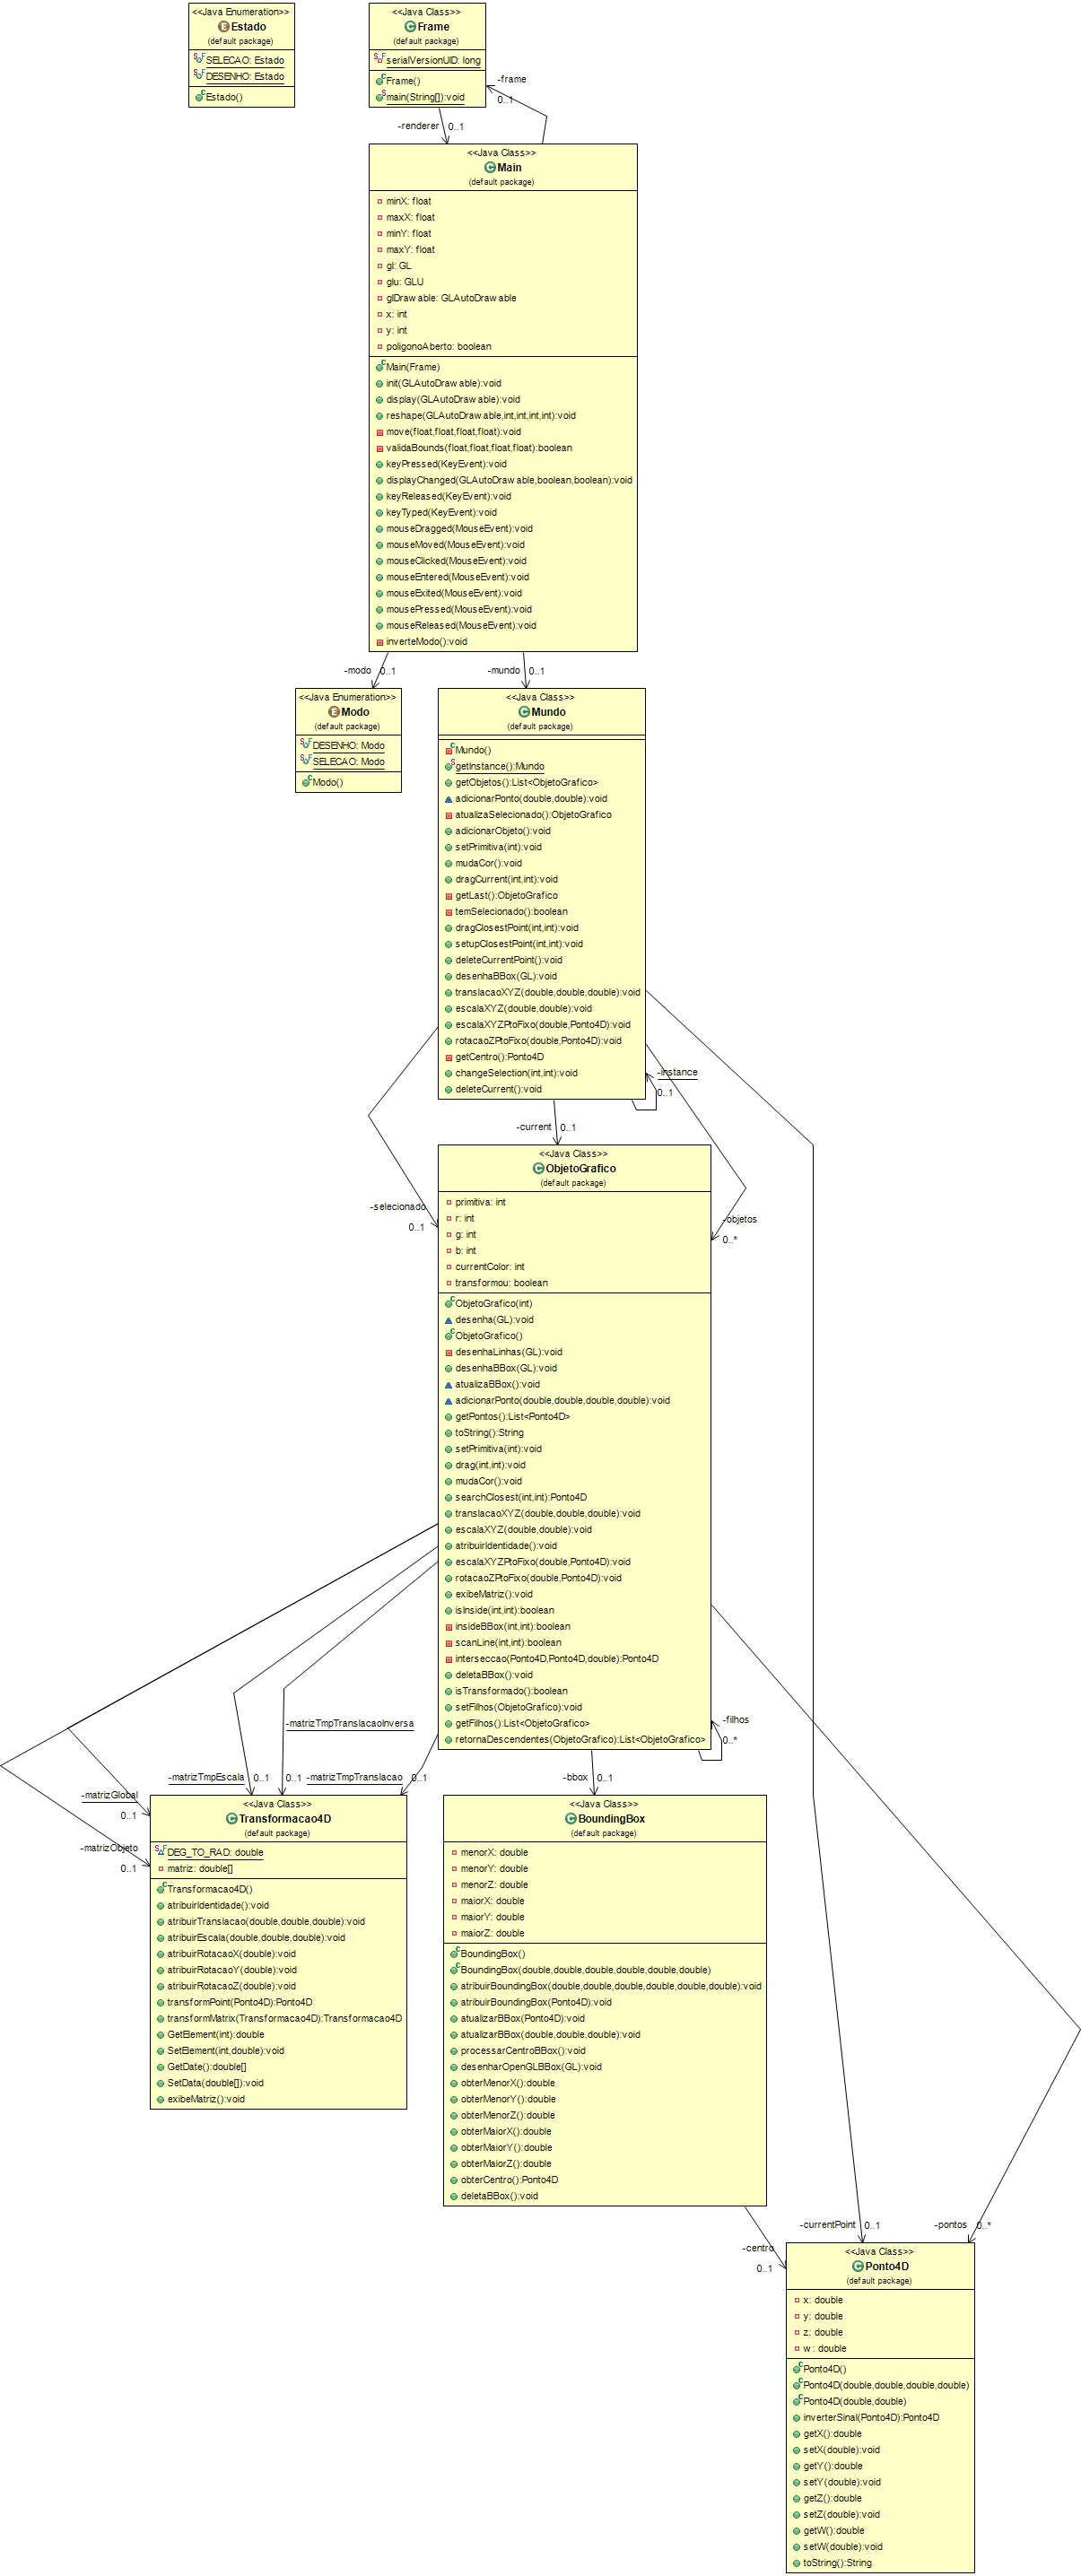 <<Java Enumeration>>
Estado
(default package)
SELECAO: Estado
DESENHO: Estado
Estado()
<<Java Class>>
Frame
(default package)
serialVersionUID: long
Frame()
main(String[]):void
-frame
0..1
-renderer 0..1
<<Java Class>>
Main
(default package)
minX: float
maxX: float
minY: float
maxY: float
gl: GL
glu: GLU
glDrawable: GLAutoDrawable
x: int
y: int
poligonoAberto: boolean
Main(Frame)
init(GLAutoDrawable):void
display(GLAutoDrawable):void
reshape(GLAutoDrawable,int,int,int,int):void
move(float,float,float,float):void
validaBounds(float,float,float,float):boolean
keyPressed(KeyEvent):void
displayChanged(GLAutoDrawable,boolean,boolean):void
keyReleased(KeyEvent):void
keyTyped(KeyEvent):void
mouseDragged(MouseEvent):void
mouseMoved(MouseEvent):void
mouseClicked(MouseEvent):void
mouseEntered(MouseEvent):void
mouseExited(MouseEvent):void
mousePressed(MouseEvent):void
mouseReleased(MouseEvent):void
inverteModo():void
-modo 0..1
-mundo 0..1
<<Java Enumeration>>
Modo
(default package)
DESENHO: Modo
SELECAO: Modo
Modo()
<<Java Class>>
Mundo
(default package)
Mundo()
getInstance():Mundo
getObjetos():List<ObjetoGrafico>
adicionarPonto(double,double):void
atualizaSelecionado():ObjetoGrafico
adicionarObjeto():void
setPrimitiva(int):void
mudaCor():void
dragCurrent(int,int):void
getLast():ObjetoGrafico
temSelecionado():boolean
dragClosestPoint(int,int):void
setupClosestPoint(int,int):void
deleteCurrentPoint():void
desenhaBBox(GL):void
translacaoXYZ(double,double,double):void
escalaXYZ(double,double):void
escalaXYZPtoFixo(double,Ponto4D):void
rotacaoZPtoFixo(double,Ponto4D):void
getCentro():Ponto4D
changeSelection(int,int):void
deleteCurrent():void
-instance
0..1
-current 0..1
-selecionado
0..1
-objetos
0..*
<<Java Class>>
ObjetoGrafico
(default package)
primitiva: int
r: int
g: int
b: int
currentColor: int
transformou: boolean
ObjetoGrafico(int)
desenha(GL):void
ObjetoGrafico()
desenhaLinhas(GL):void
desenhaBBox(GL):void
atualizaBBox():void
adicionarPonto(double,double,double,double):void
getPontos():List<Ponto4D>
toString():String
setPrimitiva(int):void
drag(int,int):void
mudaCor():void
searchClosest(int,int):Ponto4D
translacaoXYZ(double,double,double):void
escalaXYZ(double,double):void
atribuirIdentidade():void
escalaXYZPtoFixo(double,Ponto4D):void
rotacaoZPtoFixo(double,Ponto4D):void
exibeMatriz():void
isInside(int,int):boolean
insideBBox(int,int):boolean
scanLine(int,int):boolean
interseccao(Ponto4D,Ponto4D,double):Ponto4D
deletaBBox():void
isTransformado():boolean
setFilhos(ObjetoGrafico):void
getFilhos():List<ObjetoGrafico>
retornaDescendentes(ObjetoGrafico):List<ObjetoGrafico>
-filhos
0..*
-matrizTmpTranslacaoInversa
0..1
-matrizTmpEscala 0..1
-matrizTmpTranslacao 0..1
-matrizGlobal
0..1
-matrizObjeto
0..1
-bbox 0..1
<<Java Class>>
Transformacao4D
(default package)
DEG_TO_RAD: double
matriz: double[]
Transformacao4D()
atribuirIdentidade():void
atribuirTranslacao(double,double,double):void
atribuirEscala(double,double,double):void
atribuirRotacaoX(double):void
atribuirRotacaoY(double):void
atribuirRotacaoZ(double):void
transformPoint(Ponto4D):Ponto4D
transformMatrix(Transformacao4D):Transformacao4D
GetElement(int):double
SetElement(int,double):void
GetDate():double[]
SetData(double[]):void
exibeMatriz():void
<<Java Class>>
BoundingBox
(default package)
menorX: double
menorY: double
menorZ: double
maiorX: double
maiorY: double
maiorZ: double
BoundingBox()
BoundingBox(double,double,double,double,double,double)
atribuirBoundingBox(double,double,double,double,double,double):void
atribuirBoundingBox(Ponto4D):void
atualizarBBox(Ponto4D):void
atualizarBBox(double,double,double):void
processarCentroBBox():void
desenharOpenGLBBox(GL):void
obterMenorX():double
obterMenorY():double
obterMenorZ():double
obterMaiorX():double
obterMaiorY():double
obterMaiorZ():double
obterCentro():Ponto4D
deletaBBox():void
-currentPoint 0..1
-pontos 0..*
-centro
0..1
<<Java Class>>
Ponto4D
(default package)
x: double
y: double
z: double
w: double
Ponto4D()
Ponto4D(double,double,double,double)
Ponto4D(double,double)
inverterSinal(Ponto4D):Ponto4D
getX():double
setX(double):void
getY():double
setY(double):void
getZ():double
setZ(double):void
getW():double
setW(double):void
toString():String